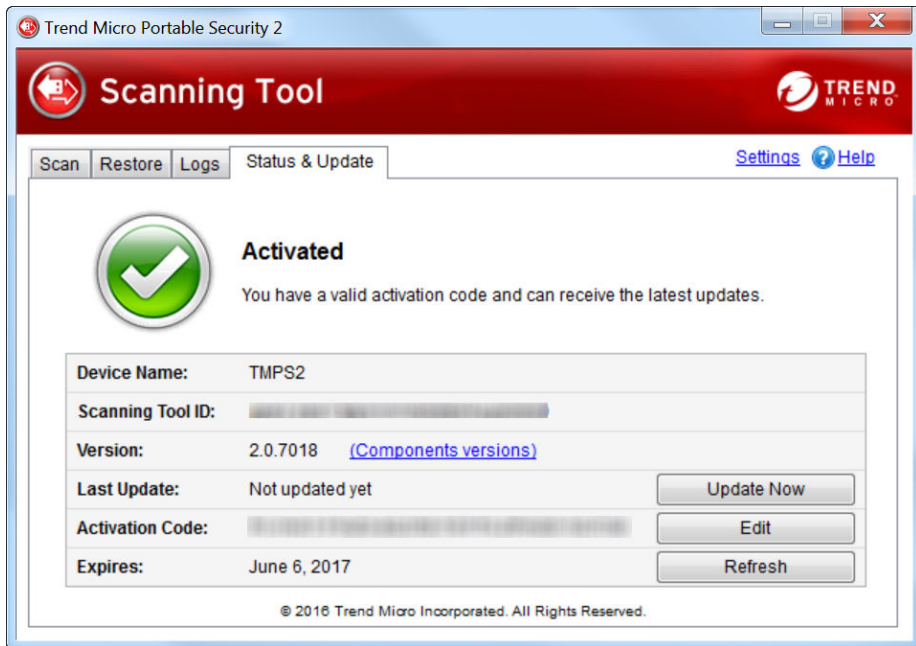 Trend Micro Portable Security 2
Scanning Tool
TREND
MICRO
Scan Restore Logs Status & Update Settings Help
Activated
You have a valid activation code and can receive the latest updates.
Device Name: TMPS2
Scanning Tool ID:
Version: 2.0.7018 (Components versions)
Last Update: Not updated yet Update Now
Activation Code: Edit
Expires: June 6, 2017 Refresh
© 2016 Trend Micro Incorporated. All Rights Reserved.